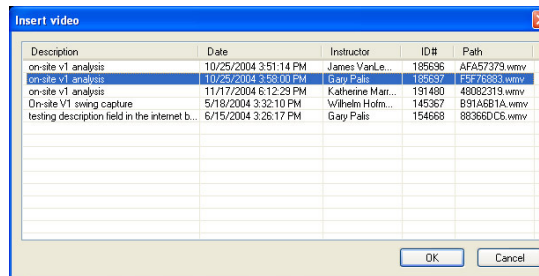 Insert video
Description Date Instructor ID# Path
on-site v1 analysis 10/25/2004 3:51:14 PM James VanLe... 185696 AFA57379.wmv
on-site v1 analysis 10/25/2004 3:58:00 PM Gary Palis 185697 F5F76883.wmv
on-site v1 analysis 11/17/2004 6:12:29 PM Katherine Marr... 191480 48082319.wmv
On-site V1 swing capture 5/18/2004 3:32:10 PM Wilhelm Hofm... 145367 B91A6B1A.wmv
testing description field in the internet b... 6/15/2004 3:26:17 PM Gary Palis 154668 88366DC6.wmv
OK Cancel